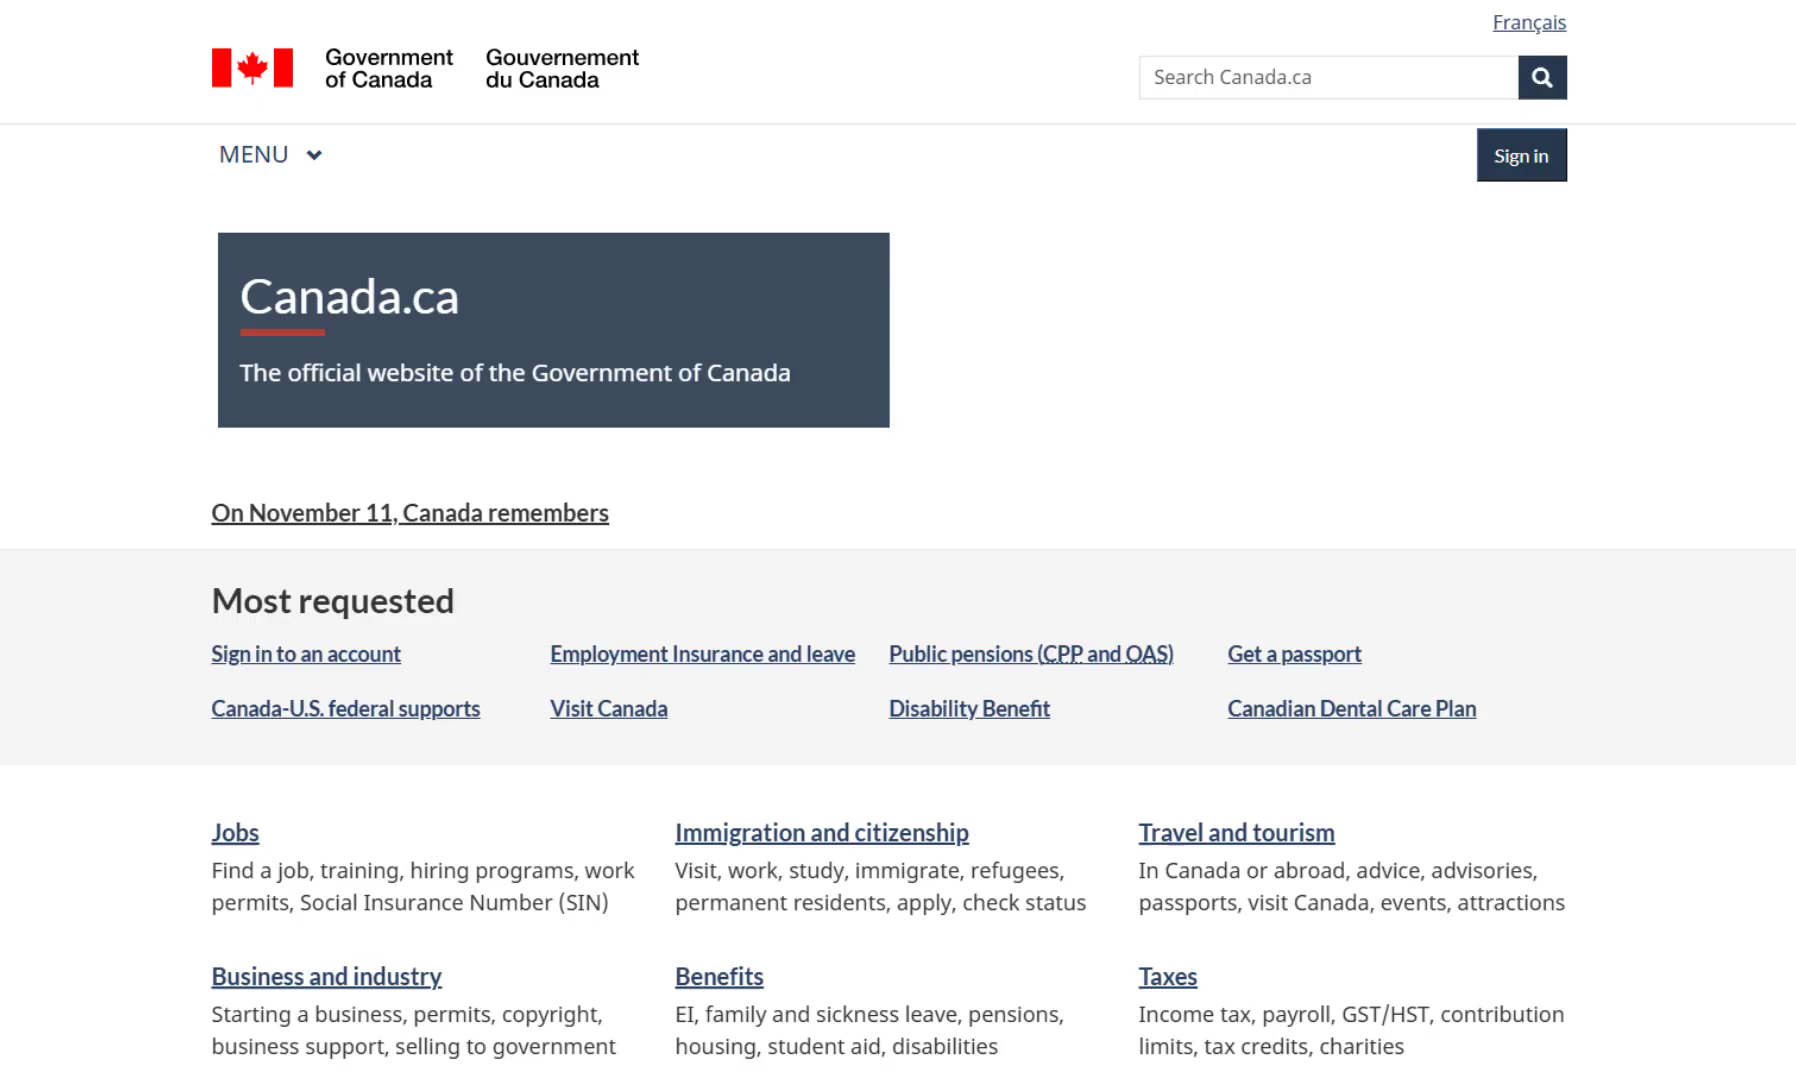 Français
Government of Canada
Gouvernement du Canada
Search Canada.ca
MENU
Sign in
Canada.ca
The official website of the Government of Canada
On November 11, Canada remembers
Most requested
Sign in to an account
Employment Insurance and leave
Public pensions (CPP and OAS)
Get a passport
Canada-U.S. federal supports
Visit Canada
Disability Benefit
Canadian Dental Care Plan
Jobs
Find a job, training, hiring programs, work
permits, Social Insurance Number (SIN)
Immigration and citizenship
Visit, work, study, immigrate, refugees,
permanent residents, apply, check status
Travel and tourism
In Canada or abroad, advice, advisories,
passports, visit Canada, events, attractions
Business and industry
Starting a business, permits, copyright,
business support, selling to government
Benefits
EI, family and sickness leave, pensions,
housing, student aid, disabilities
Taxes
Income tax, payroll, GST/HST, contribution
limits, tax credits, charities